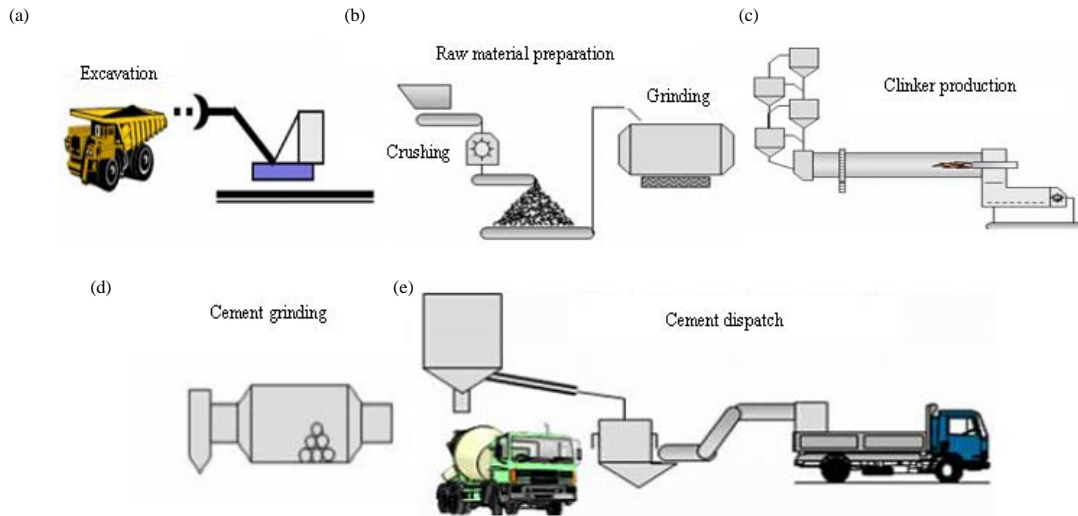 (a)
Excavation
(b)
Raw material preparation
Crushing
Grinding
(c)
Clinker production
(d)
Cement grinding
(e)
Cement dispatch